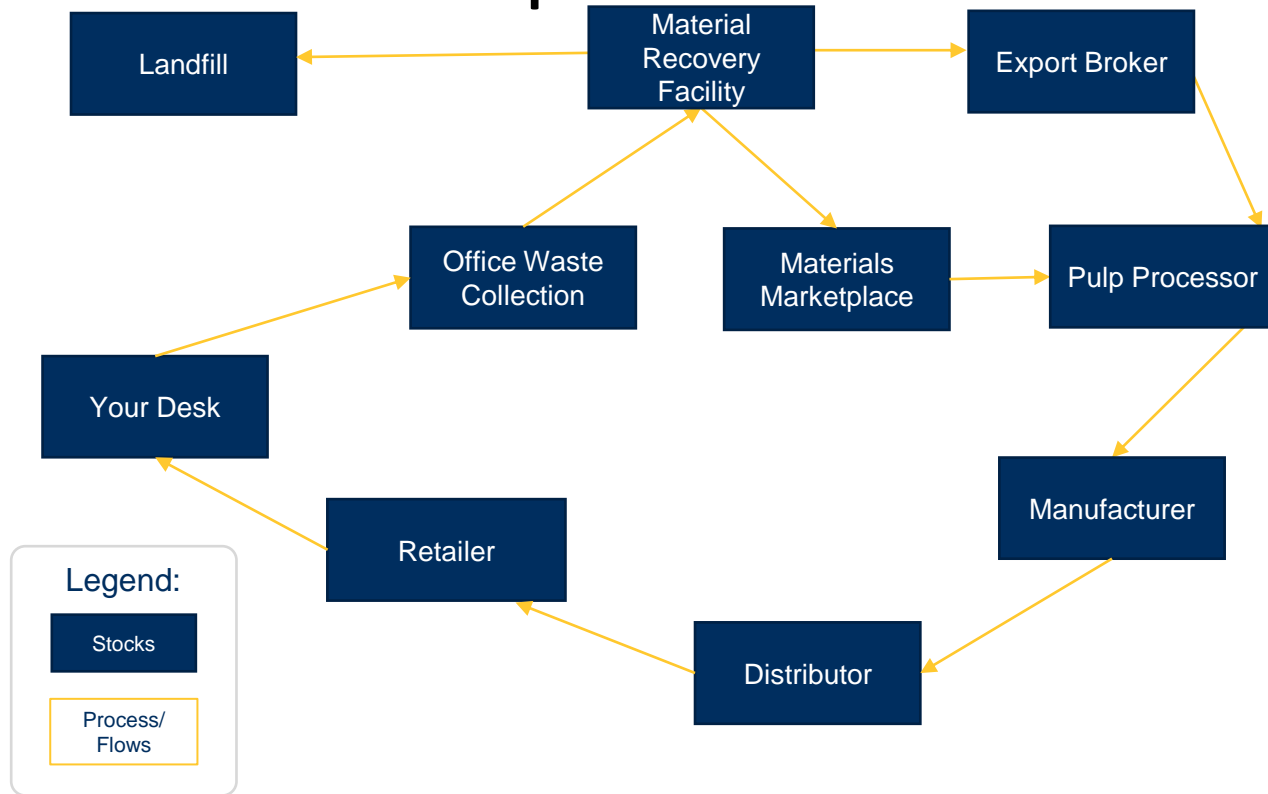 Landfill
Material
Recovery
Facility
Export Broker
Office Waste
Collection
Materials
Marketplace
Pulp Processor
Your Desk
Manufacturer
Retailer
Legend:
Stocks
Distributor
Process/
Flows